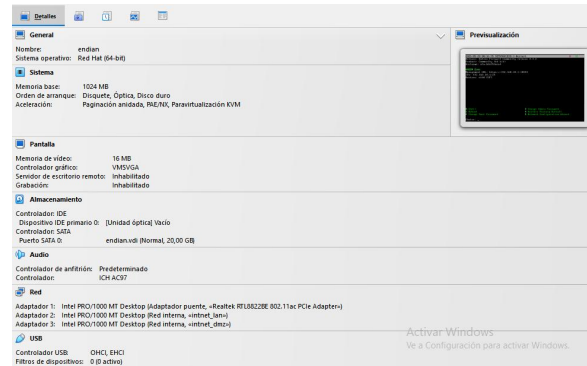 Detalles
General
Nombre: endian
Sistema operativo: Red Hat (64-bit)
Sistema
Memoria base: 1024 MB
Orden de arranque: Disquete, Óptica, Disco duro
Aceleración: Paginación anidada, PAE/NX, Paravirtualización KVM
Pantalla
Memoria de vídeo: 16 MB
Controlador gráfico: VMSVGA
Servidor de escritorio remoto: Inhabilitado
Grabación: Inhabilitado
Almacenamiento
Controlador: IDE
Dispositivo IDE primario 0: [Unidad óptica] Vacío
Controlador: SATA
Puerto SATA 0: endian.vdi (Normal, 20,00 GB)
Audio
Controlador de anfitrión: Predeterminado
Controlador: ICH AC97
Red
Adaptador 1: Intel PRO/1000 MT Desktop (Adaptador puente, «Realtek RTL8822BE 802.11ac PCIe Adapter»)
Adaptador 2: Intel PRO/1000 MT Desktop (Red interna, «intnet_lan»)
Adaptador 3: Intel PRO/1000 MT Desktop (Red interna, «intnet_dmz»)
USB
Controlador USB: OHCI, EHCI
Filtros de dispositivos: 0 (0 activo)
Previsualización
Activar Windows
Ve a Configuración para activar Windows.